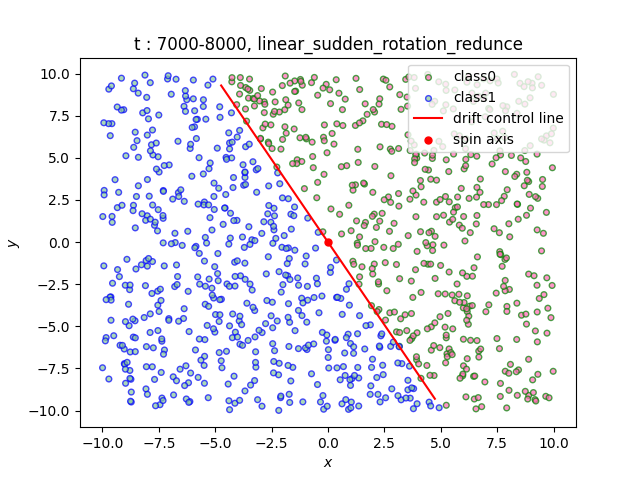 t : 7000-8000, linear_sudden_rotation_redunce
class0
class1
drift control line
spin axis
10.0
7.5
5.0
2.5
0.0
−2.5
−5.0
−7.5
−10.0
y
−10.0 −7.5 −5.0 −2.5 0.0 2.5 5.0 7.5 10.0
x